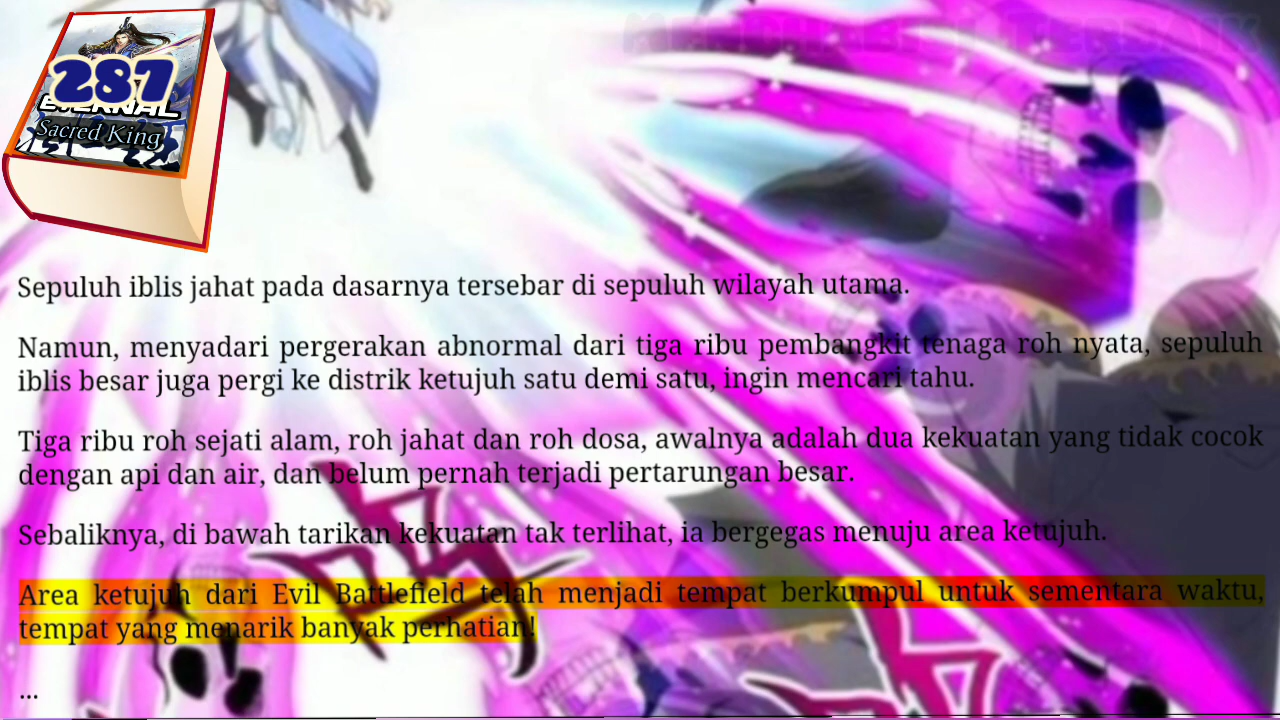 287
ETERNAL
Sacred King
Sepuluh iblis jahat pada dasarnya tersebar di sepuluh wilayah utama.
Namun, menyadari pergerakan abnormal dari tiga ribu pembangkit tenaga roh nyata, sepuluh
iblis besar juga pergi ke distrik ketujuh satu demi satu, ingin mencari tahu.
Tiga ribu roh sejati alam, roh jahat dan roh dosa, awalnya adalah dua kekuatan yang tidak cocok
dengan api dan air, dan belum pernah terjadi pertarungan besar.
Sebaliknya, di bawah tarikan kekuatan tak terlihat, ia bergegas menuju area ketujuh.
Area ketujuh dari Evil Battlefield telah menjadi tempat berkumpul untuk sementara waktu,
tempat yang menarik banyak perhatian!
...